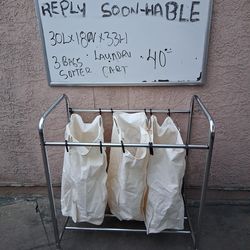 REPLY SOON-HABLE
30Lx18Wx33H
3 BAGS - LAUNDRY - 40
SORTER CART